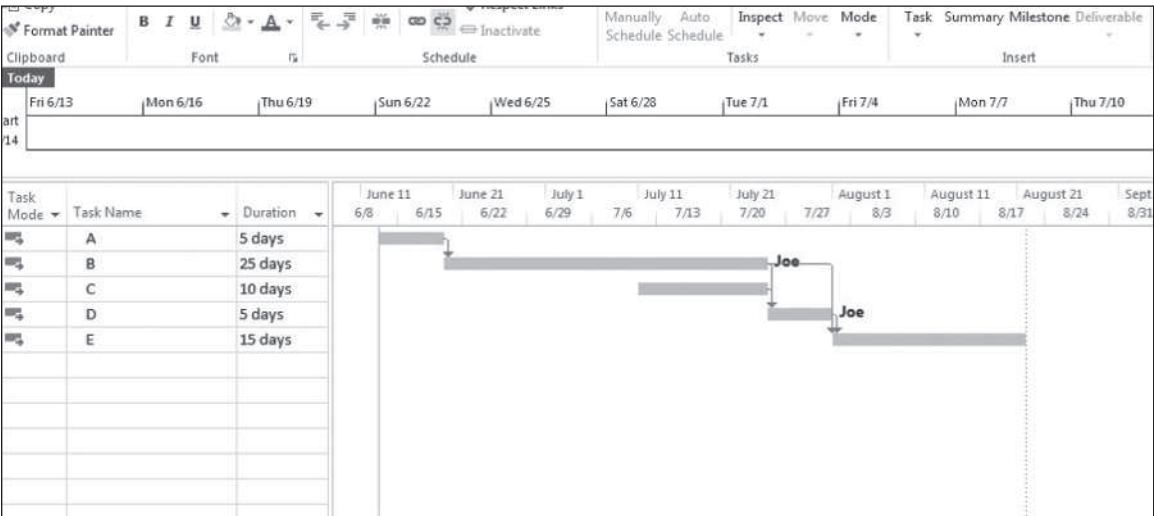 Copy
Respect Links
Format Painter
B I U A
Inactivate
Manually Schedule
Auto Schedule
Inspect Move Mode
Task Summary Milestone Deliverable
Clipboard Font Schedule Tasks Insert
Today
Fri 6/13 Mon 6/16 Thu 6/19 Sun 6/22 Wed 6/25 Sat 6/28 Tue 7/1 Fri 7/4 Mon 7/7 Thu 7/10
art
/14
Task Mode Task Name Duration
June 11 June 21 July 1 July 11 July 21 August 1 August 11 August 21 Sept
6/8 6/15 6/22 6/29 7/6 7/13 7/20 7/27 8/3 8/10 8/17 8/24 8/31
A 5 days
B 25 days Joe
C 10 days
D 5 days Joe
E 15 days